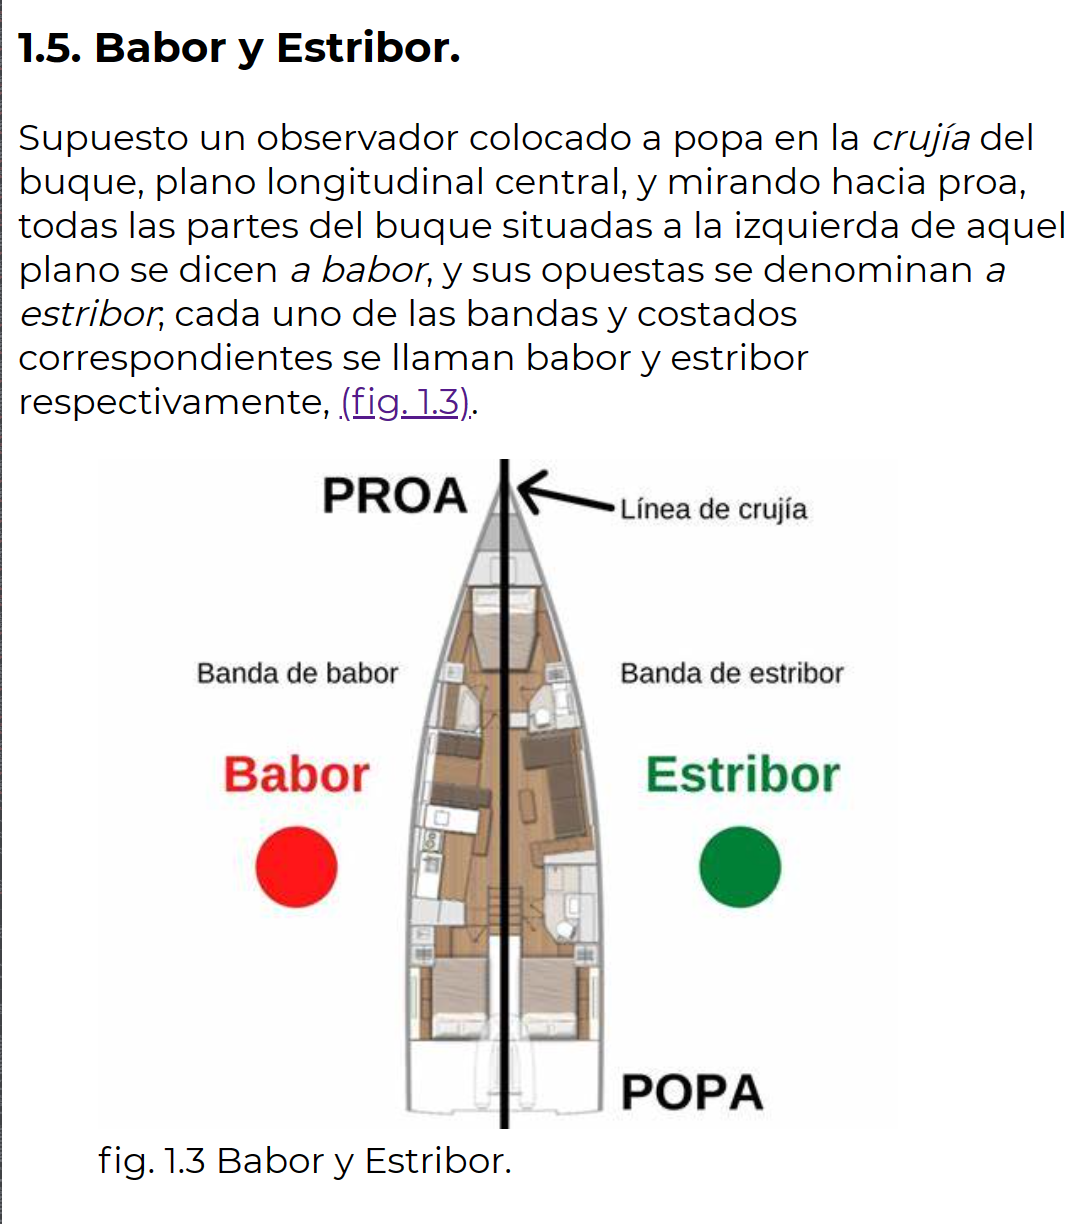 1.5. Babor y Estribor.
Supuesto un observador colocado a popa en la crujía del
buque, plano longitudinal central, y mirando hacia proa,
todas las partes del buque situadas a la izquierda de aquel
plano se dicen a babor, y sus opuestas se denominan a
estribor; cada uno de las bandas y costados
correspondientes se llaman babor y estribor
respectivamente, (fig. 1.3).
PROA
Línea de crujía
Banda de babor
Banda de estribor
Babor
Estribor
POPA
fig. 1.3 Babor y Estribor.